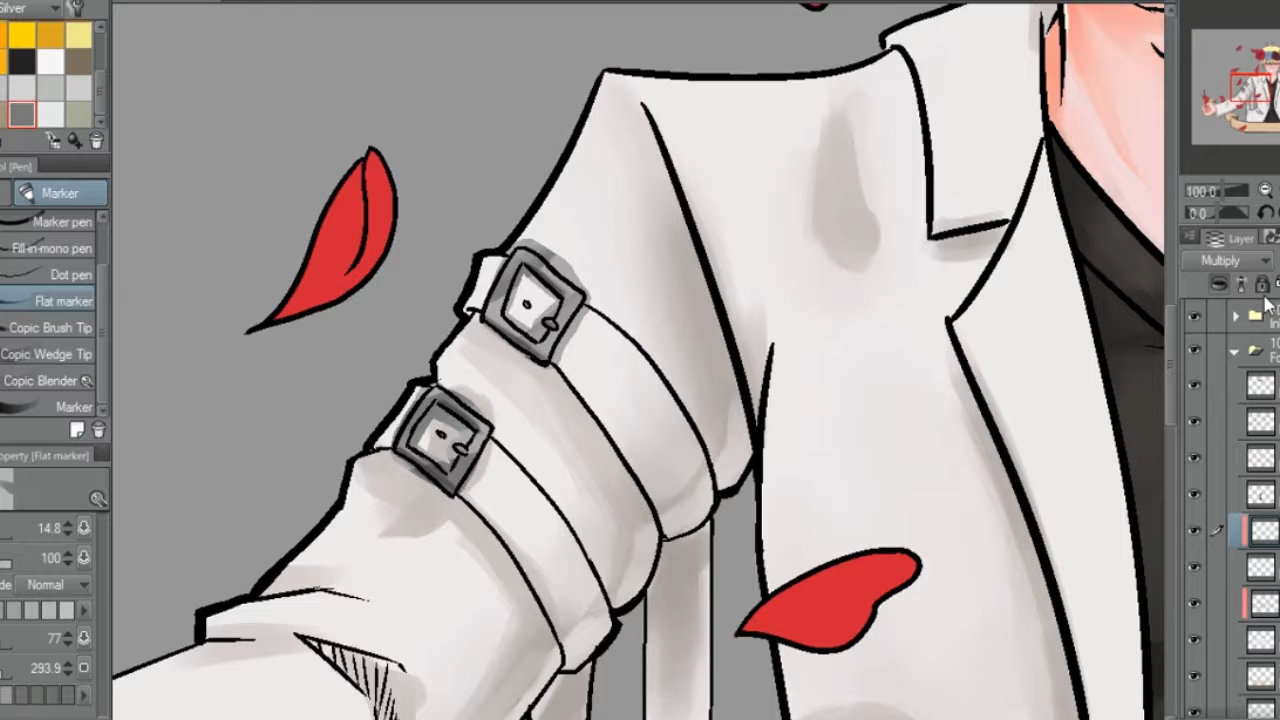 Silver
ol [Pen]
Marker
Marker pen
Fill-in-mono pen
Dot pen
Flat marker
Copic Brush Tip
Copic Wedge Tip
Copic Blender
Marker
operty [Flat marker]
14.8
100
de Normal
77
293.9
100.0
0.0
Layer
Multiply
10